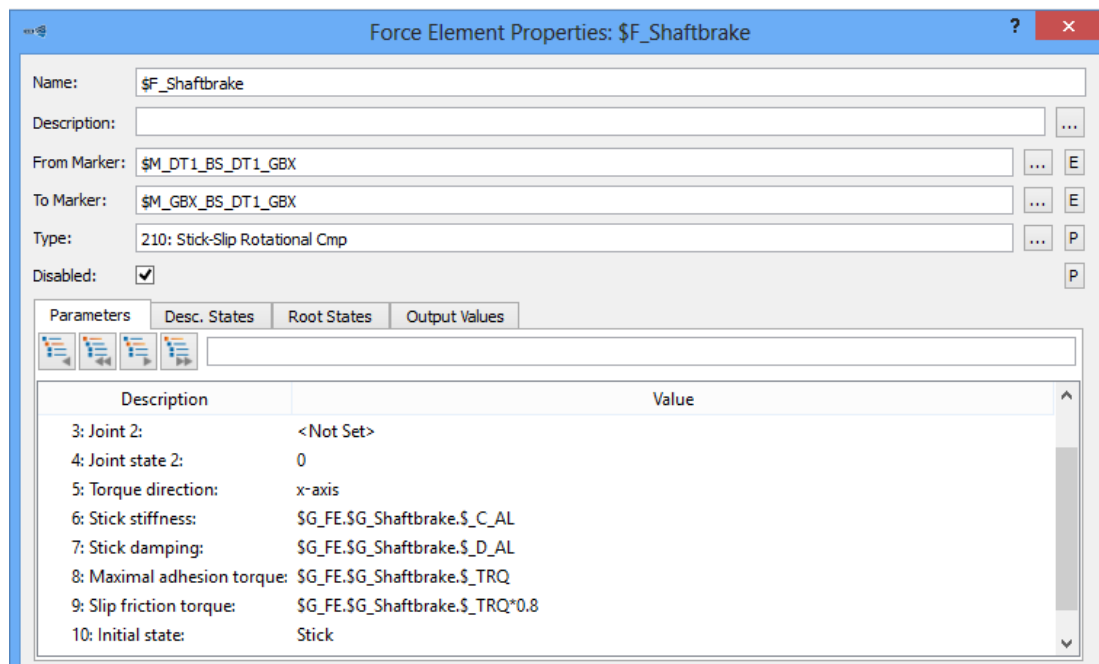 Force Element Properties: $F_Shaftbrake ? ×
Name: $F_Shaftbrake
Description: ...
From Marker: $M_DT1_BS_DT1_GBX ... E
To Marker: $M_GBX_BS_DT1_GBX ... E
Type: 210: Stick-Slip Rotational Cmp ... P
Disabled: P
Parameters Desc. States Root States Output Values
Description Value
3: Joint 2: <Not Set>
4: Joint state 2: 0
5: Torque direction: x-axis
6: Stick stiffness: $G_FE.$G_Shaftbrake.$_C_AL
7: Stick damping: $G_FE.$G_Shaftbrake.$_D_AL
8: Maximal adhesion torque: $G_FE.$G_Shaftbrake.$_TRQ
9: Slip friction torque: $G_FE.$G_Shaftbrake.$_TRQ*0.8
10: Initial state: Stick